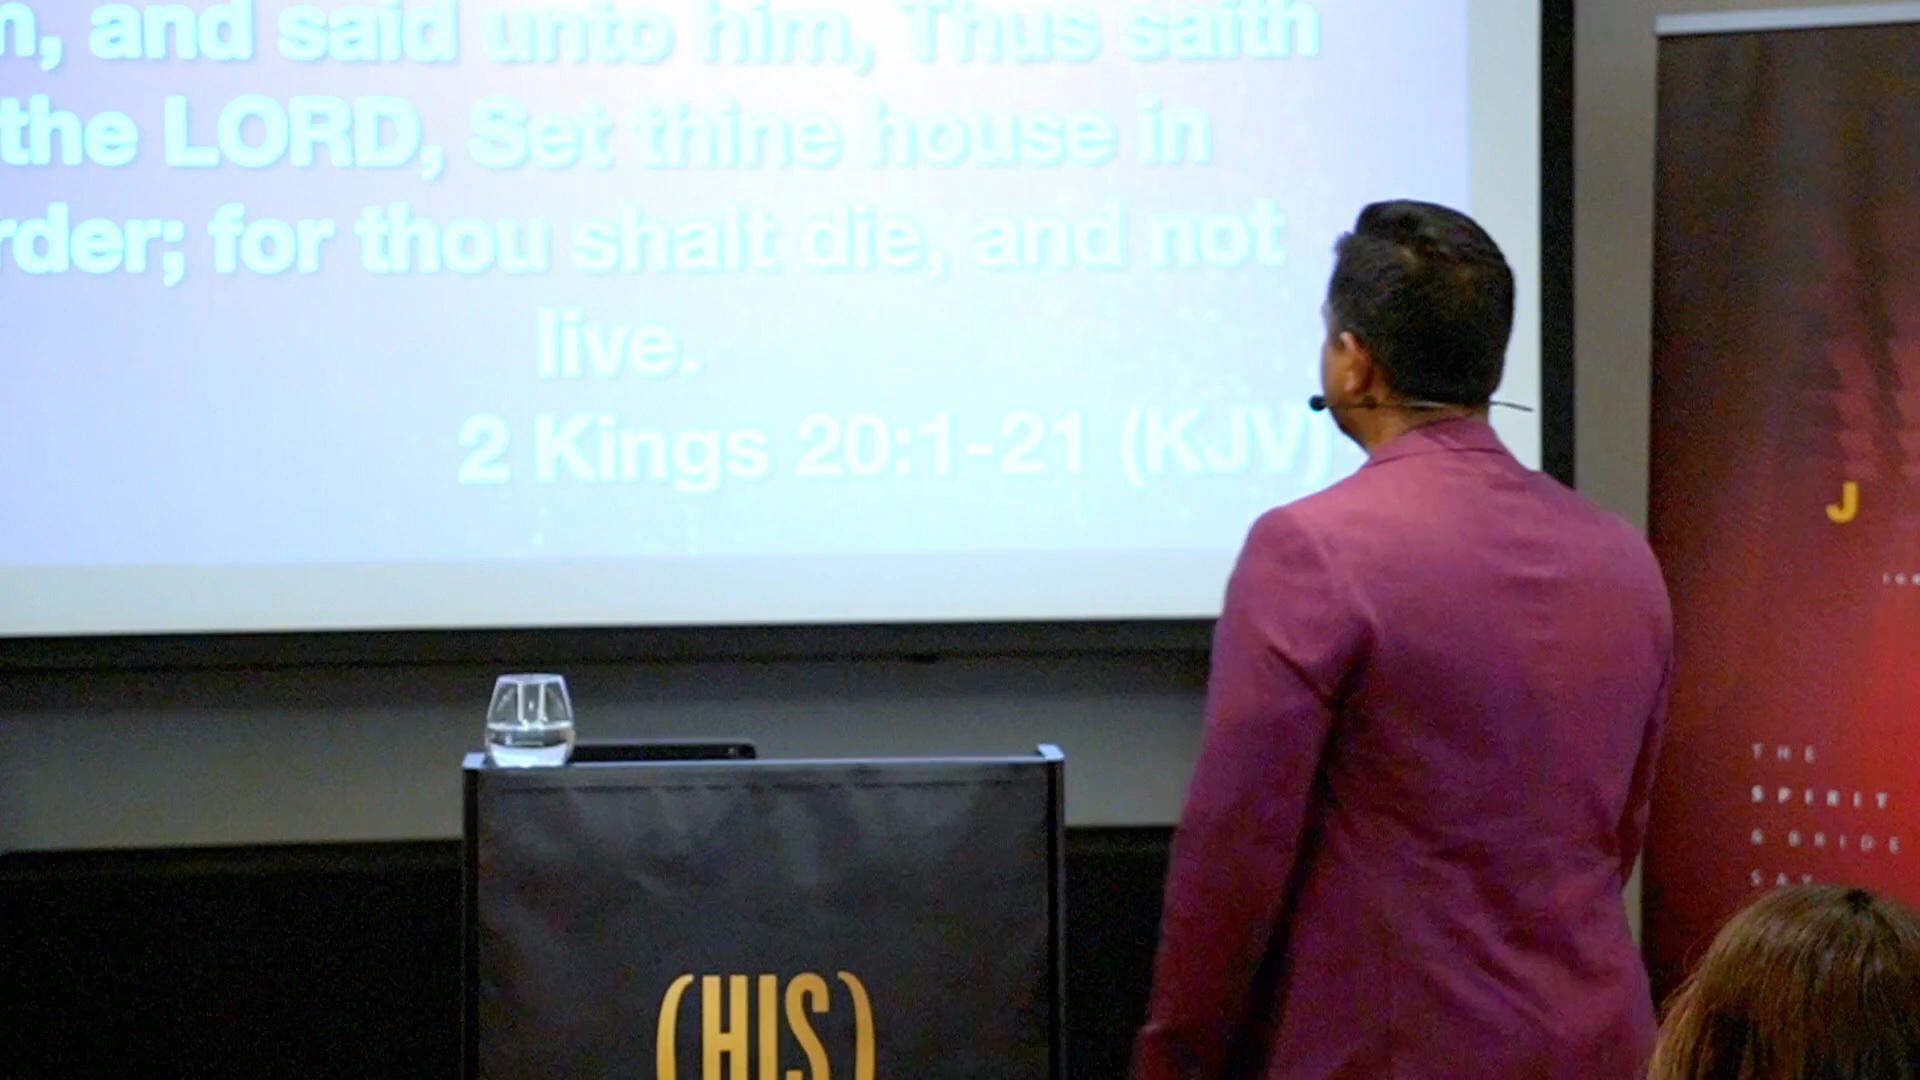 n, and said unto him, Thus saith
the LORD, Set thine house in
rder; for thou shalt die, and not
live.
2 Kings 20:1-21 (KJV)
J
THE
SPIRIT
& BRIDE
SAY
(HIS)